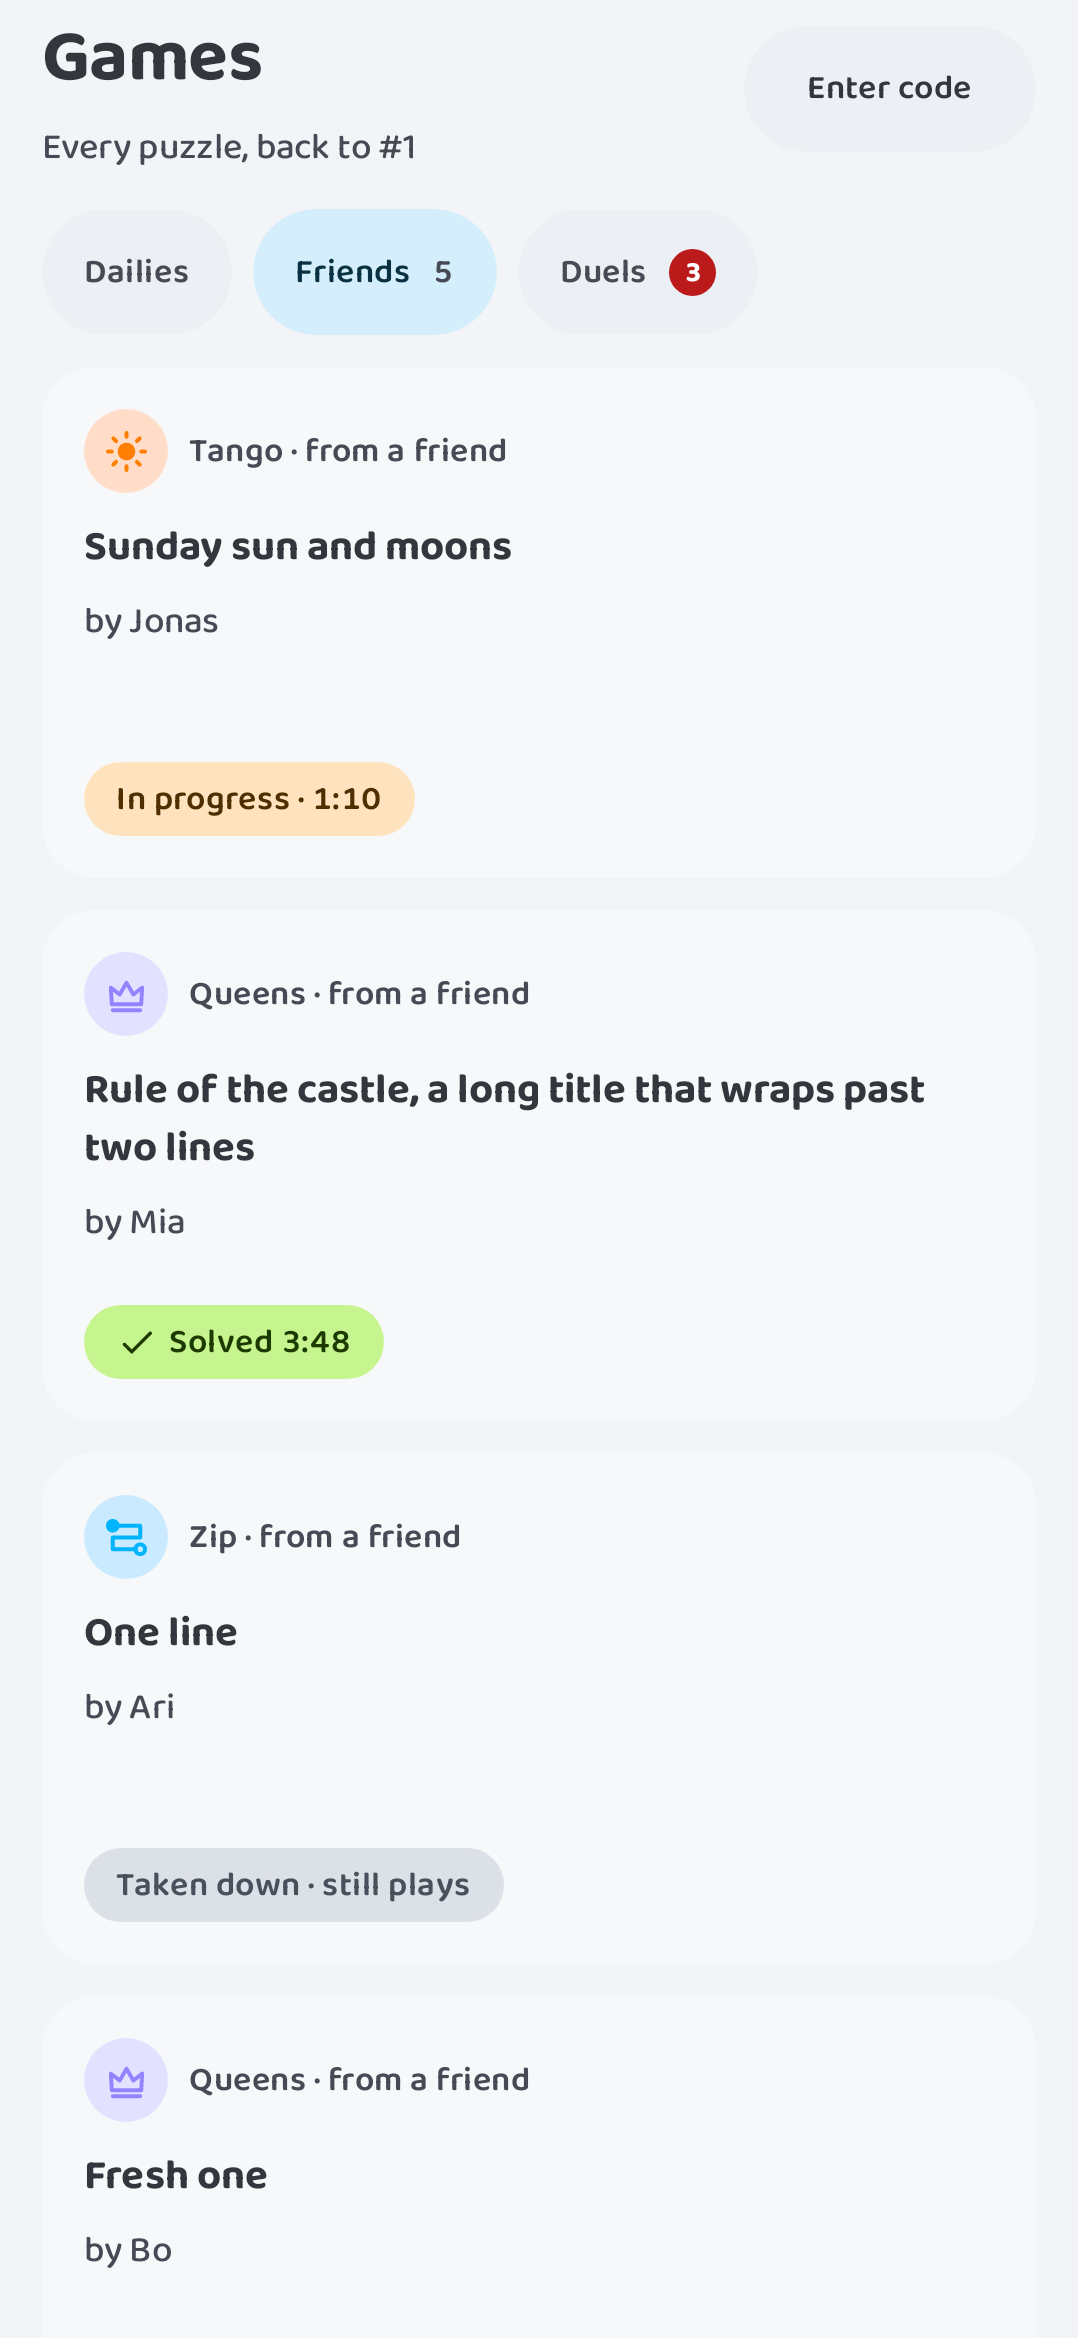 Games
Enter code
Every puzzle, back to #1
Dailies
Friends 5
Duels 3
Tango · from a friend
Sunday sun and moons
by Jonas
In progress · 1:10
Queens · from a friend
Rule of the castle, a long title that wraps past
two lines
by Mia
Solved 3:48
Zip · from a friend
One line
by Ari
Taken down · still plays
Queens · from a friend
Fresh one
by Bo